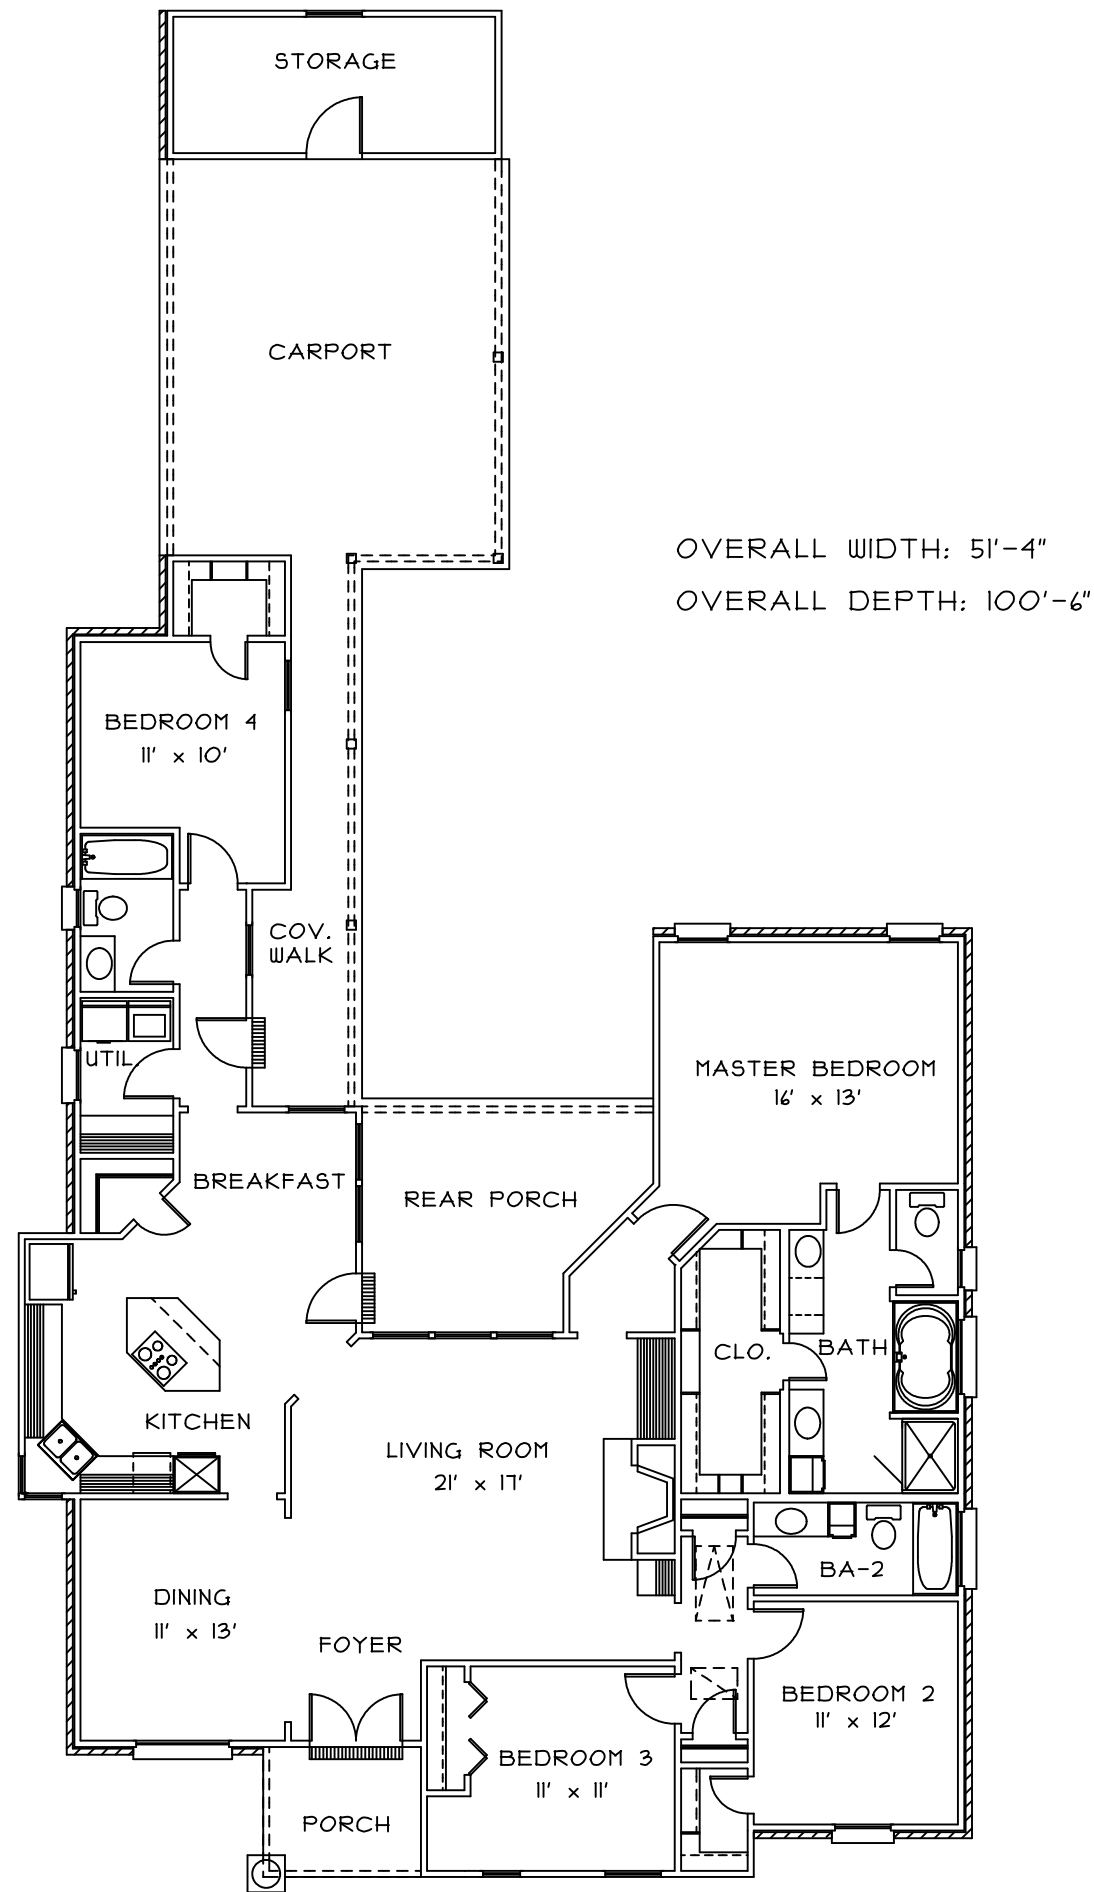 STORAGE
CARPORT
OVERALL WIDTH: 51'-4"
OVERALL DEPTH: 100'-6"
BEDROOM 4
11' x 10'
COV.
WALK
UTIL.
MASTER BEDROOM
16' x 13'
BREAKFAST
REAR PORCH
CLO.
BATH
KITCHEN
LIVING ROOM
21' x 17'
BA-2
DINING
11' x 13'
FOYER
BEDROOM 2
11' x 12'
BEDROOM 3
11' x 11'
PORCH